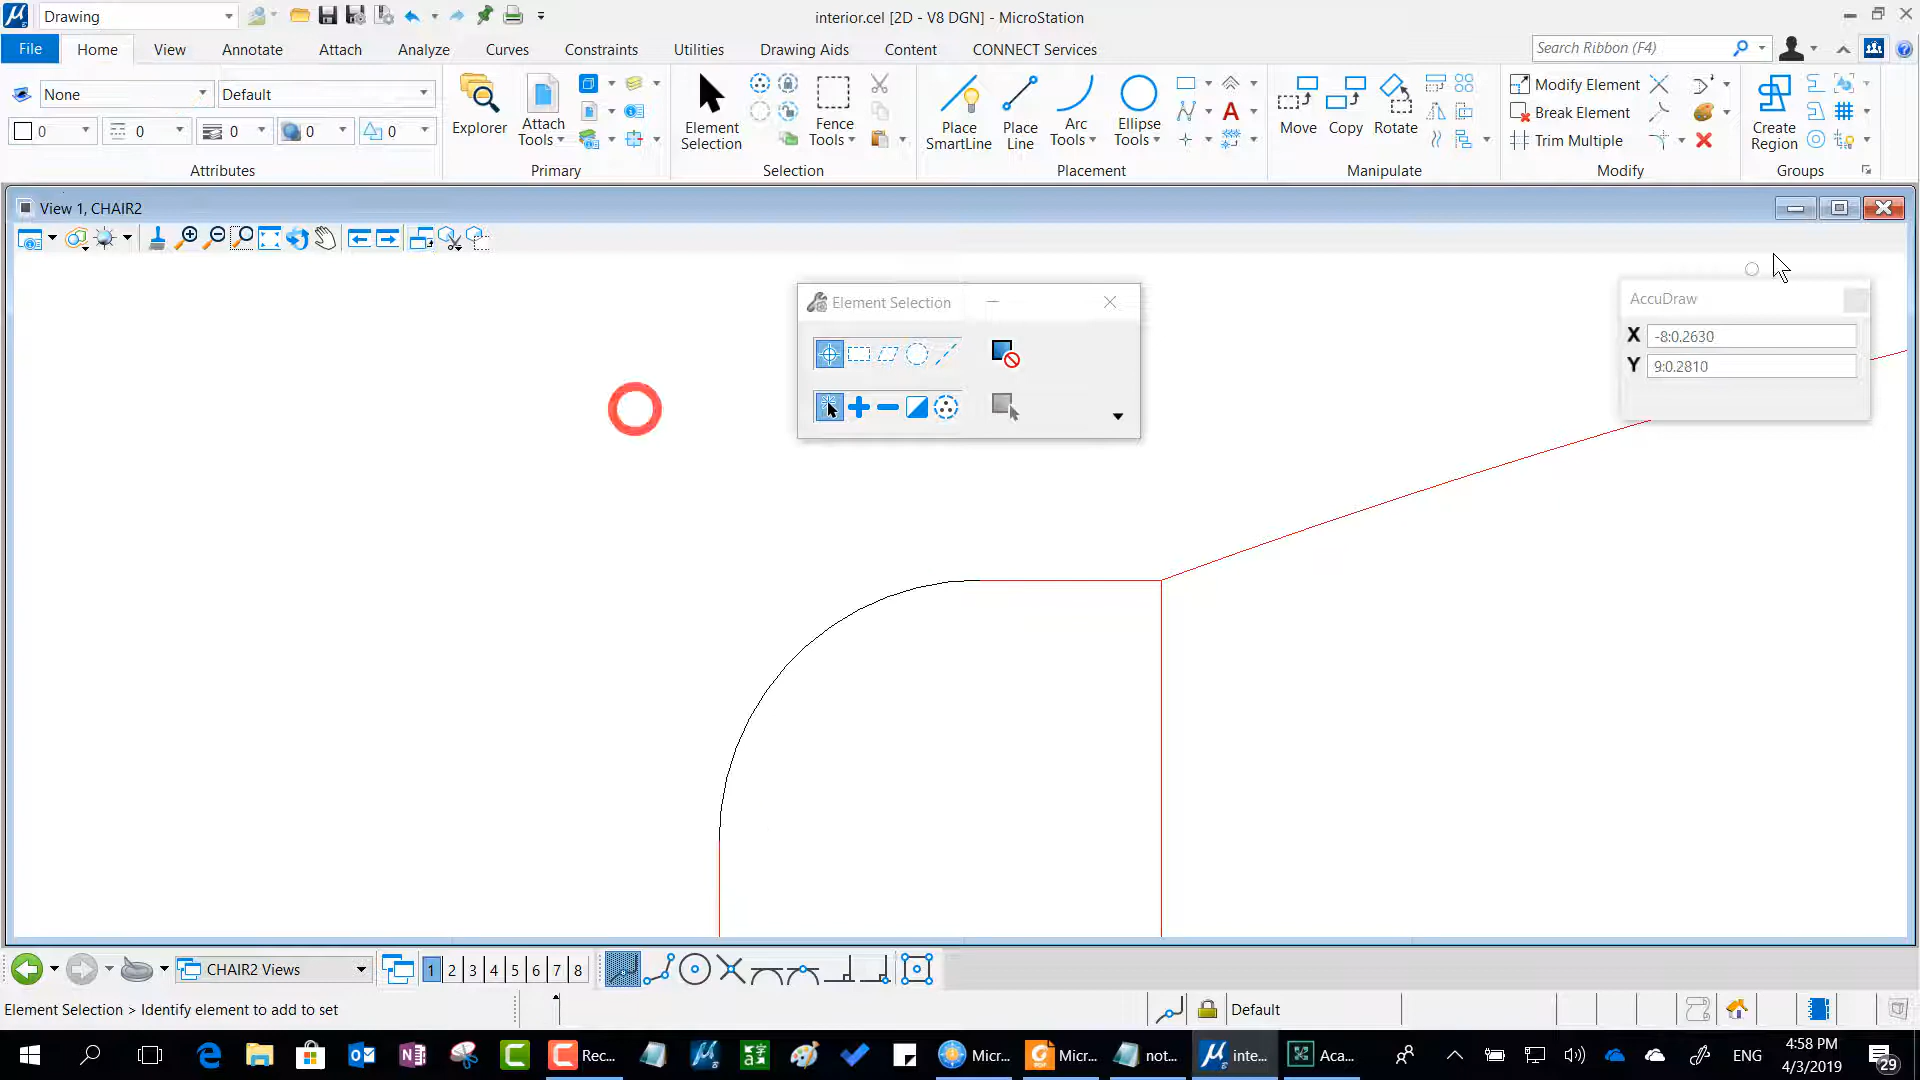 Drawing
interior.cel [2D - V8 DGN] - MicroStation
File
Home
View
Annotate
Attach
Analyze
Curves
Constraints
Utilities
Drawing Aids
Content
CONNECT Services
Search Ribbon (F4)
None
Default
0
0
0
0
0
Attributes
Explorer
Attach
Tools
Primary
Element
Selection
Fence
Tools
Selection
Place
SmartLine
Place
Line
Arc
Tools
Ellipse
Tools
Placement
Move
Copy
Rotate
Manipulate
Modify Element
Break Element
Trim Multiple
Modify
Create
Region
Groups
View 1, CHAIR2
Element Selection
AccuDraw
X -8:0.2630
Y 9:0.2810
CHAIR2 Views
1 2 3 4 5 6 7 8
Element Selection > Identify element to add to set
Default
Rec...
Micr...
Micr...
not...
inte...
Aca...
ENG
4:58 PM
4/3/2019
29